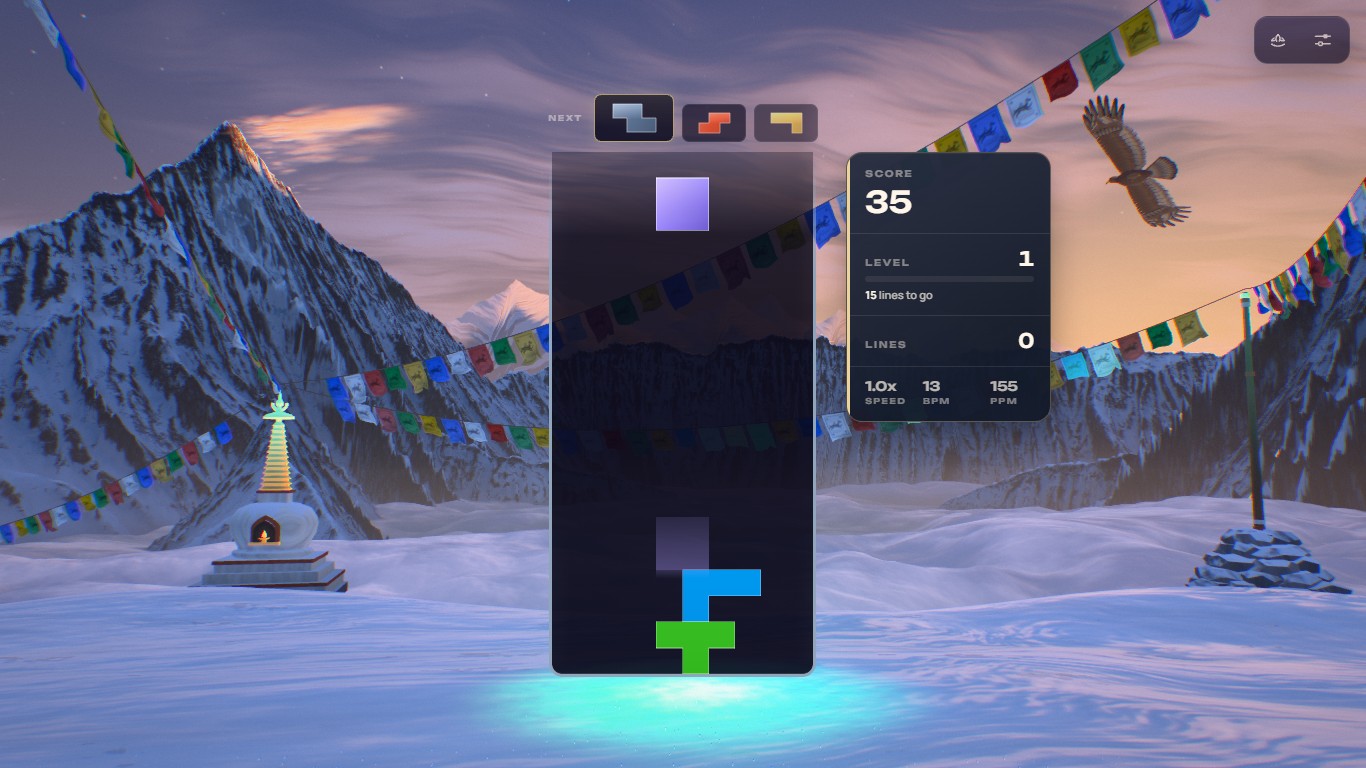 NEXT
SCORE
35
LEVEL 1
15 lines to go
LINES 0
1.0x 13 155
SPEED BPM PPM